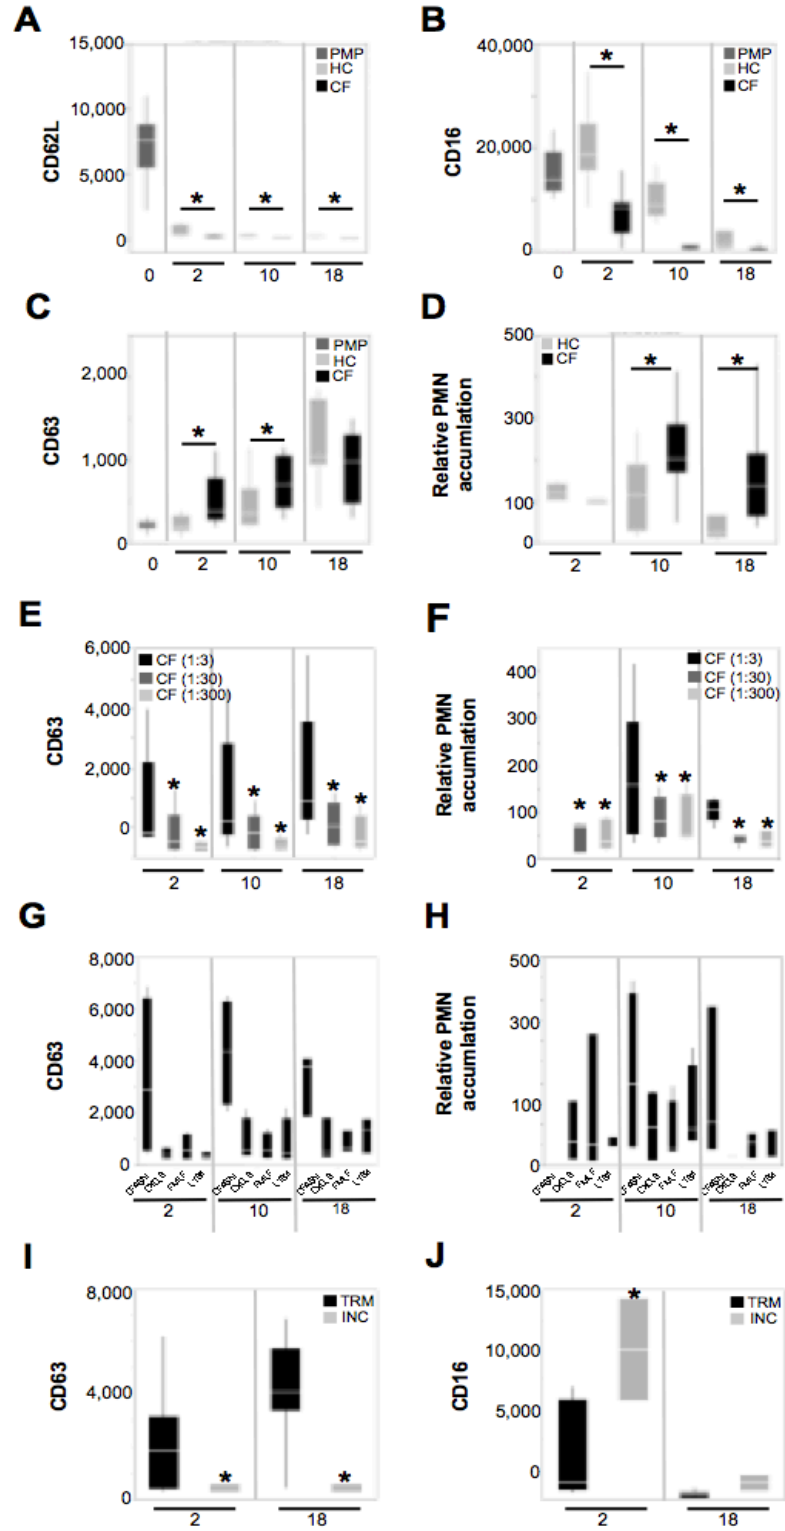 A
15,000
10,000
5,000
0
CD62L
PMP
HC
CF
*
*
*
0
2
10
18
B
40,000
20,000
0
CD16
PMP
HC
CF
*
*
*
0
2
10
18
C
2,000
1,000
0
CD63
PMP
HC
CF
*
*
0
2
10
18
D
500
300
100
0
Relative PMN
accumlation
HC
CF
*
*
2
10
18
E
6,000
4,000
2,000
0
CD63
CF (1:3)
CF (1:30)
CF (1:300)
*
*
*
*
*
*
2
10
18
F
400
300
200
100
0
Relative PMN
accumlation
CF (1:3)
CF (1:30)
CF (1:300)
*
*
*
*
*
*
2
10
18
G
8,000
6,000
4,000
2,000
0
CD63
2
10
18
H
500
300
100
0
Relative PMN
accumlation
2
10
18
I
8,000
4,000
0
CD63
TRM
INC
*
*
2
18
J
15,000
10,000
5,000
0
CD16
TRM
INC
*
2
18